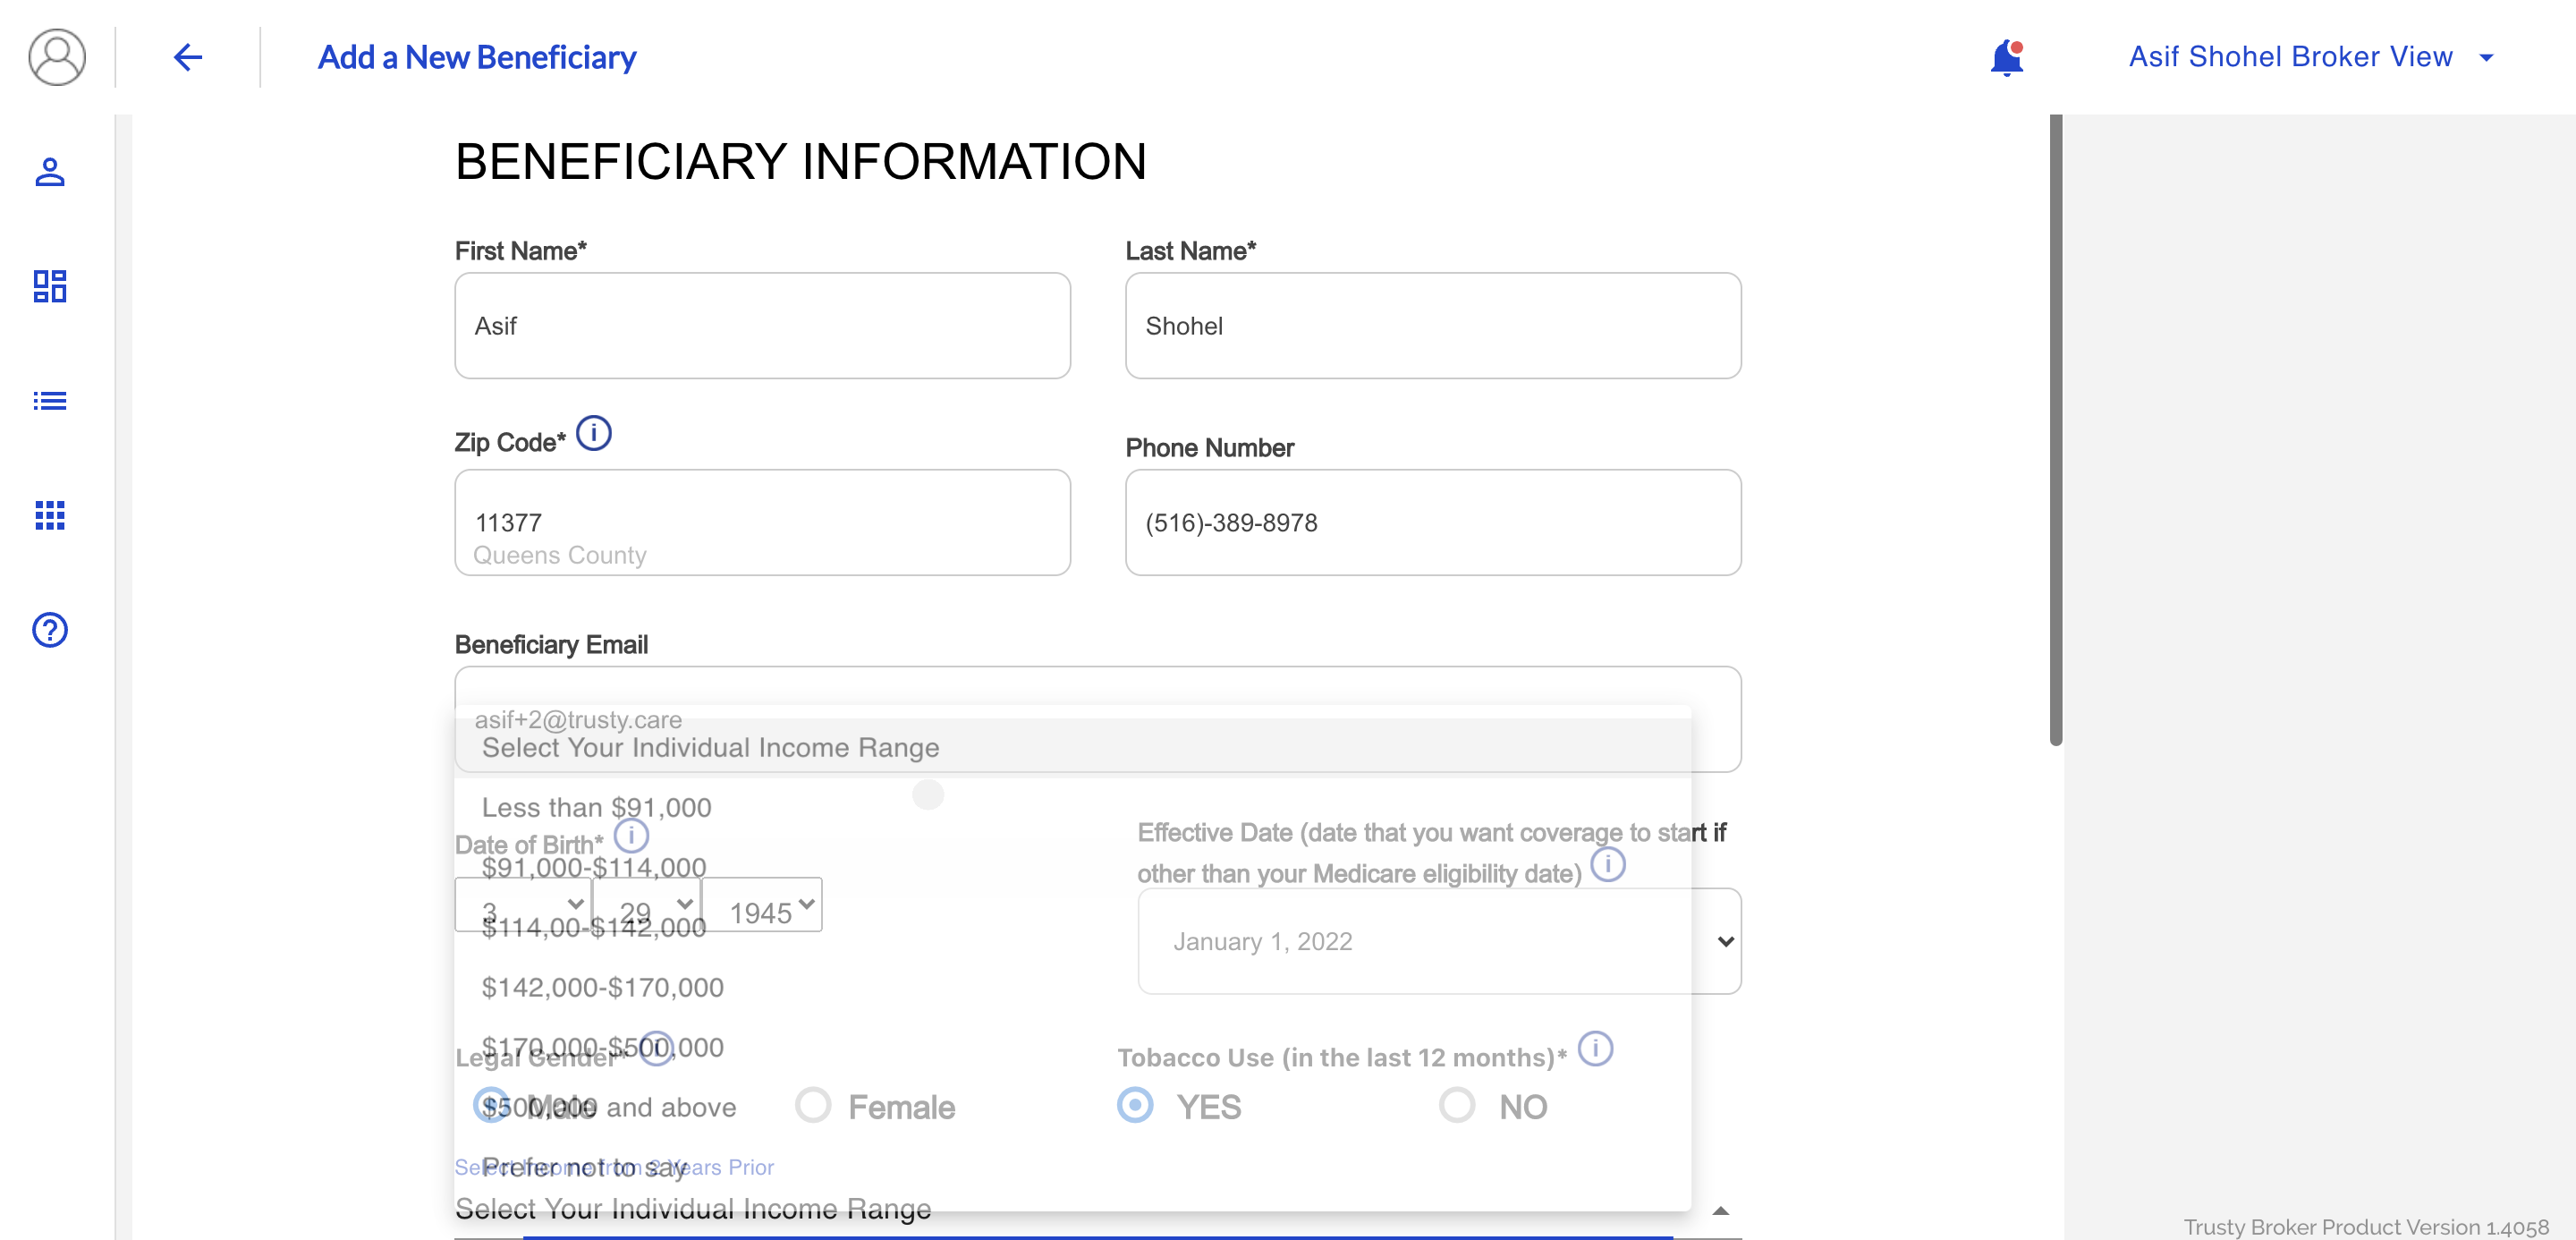 Add a New Beneficiary
Asif Shohel Broker View
BENEFICIARY INFORMATION
First Name*
Last Name*
Asif
Shohel
Zip Code*
Phone Number
11377
Queens County
(516)-389-8978
Beneficiary Email
asif+2@trusty.care
Select Your Individual Income Range
Less than $91,000
Date of Birth*
Effective Date (date that you want coverage to start if
other than your Medicare eligibility date)
$91,000-$114,000
3
29
1945
$114,00-$142,000
January 1, 2022
$142,000-$170,000
$170,000-$500,000
Legal Gender*
Tobacco Use (in the last 12 months)*
$500,000 and above
Male
Female
YES
NO
Prefer not to say
Select Income from 2 Years Prior
Select Your Individual Income Range
Trusty Broker Product Version 1.4058